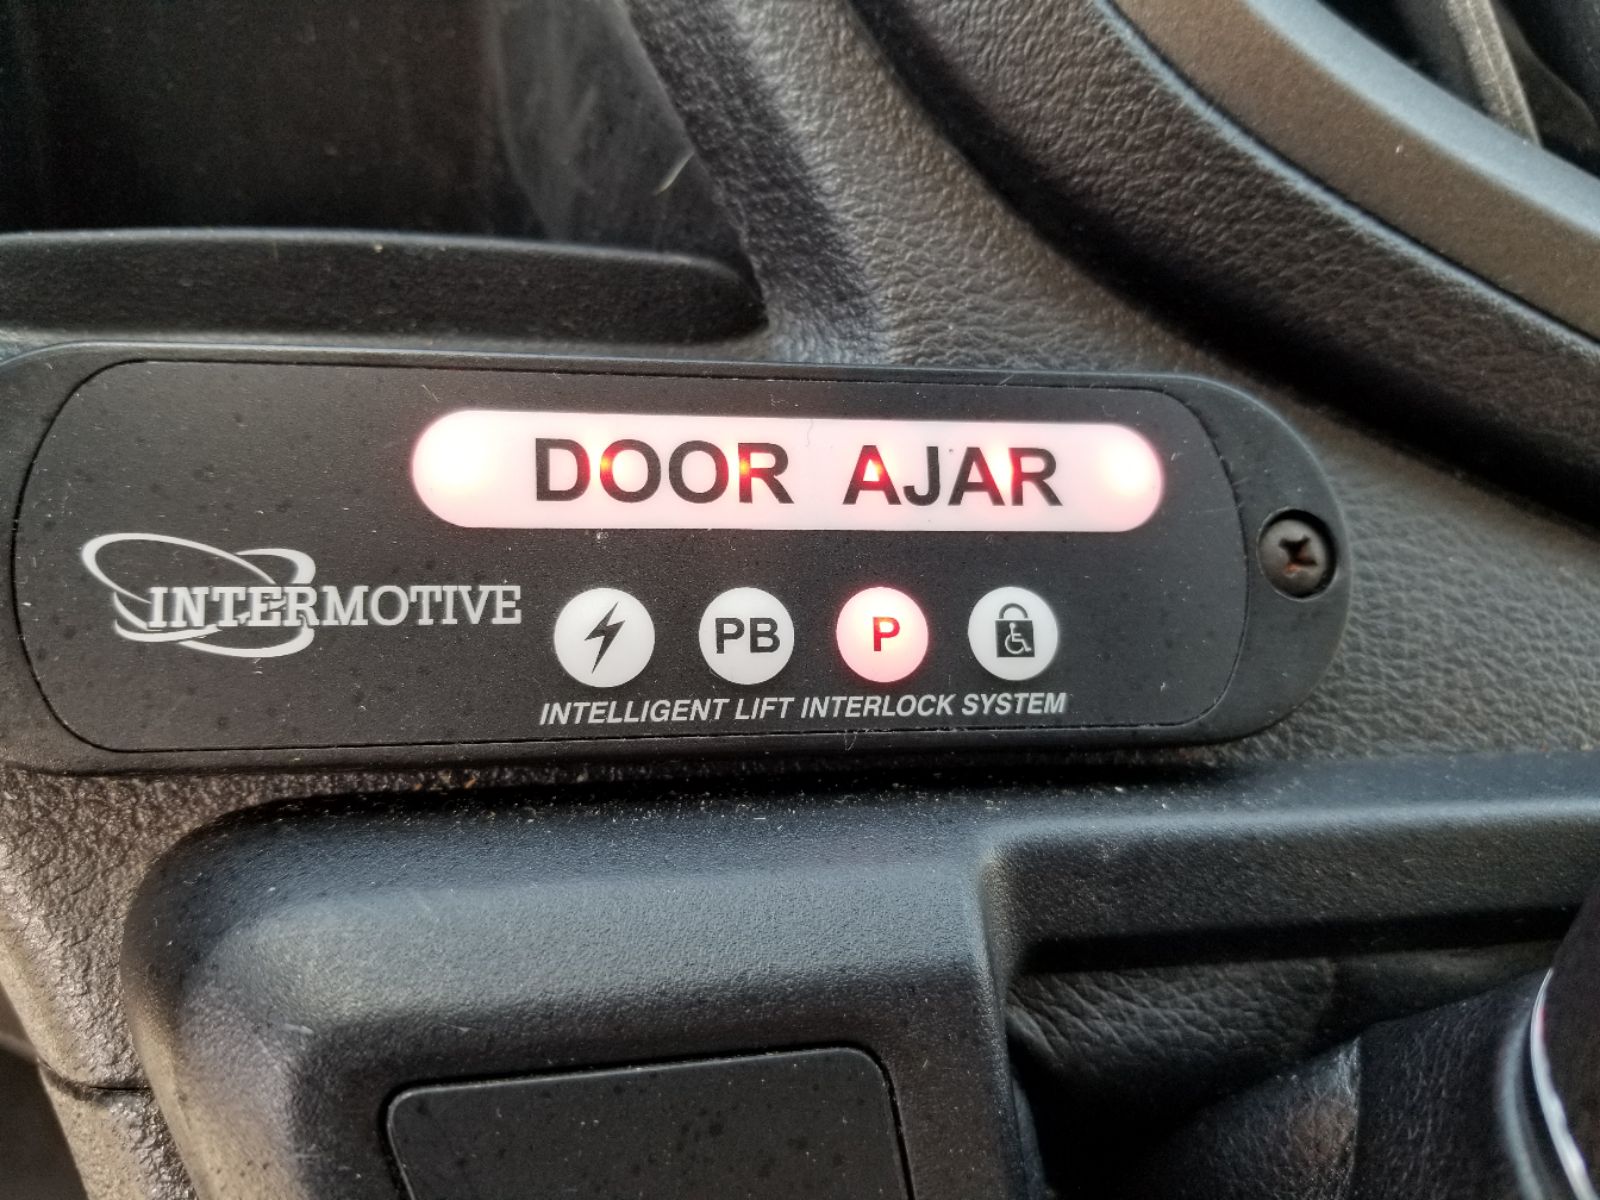 DOOR AJAR
INTERMOTIVE
PB P
INTELLIGENT LIFT INTERLOCK SYSTEM